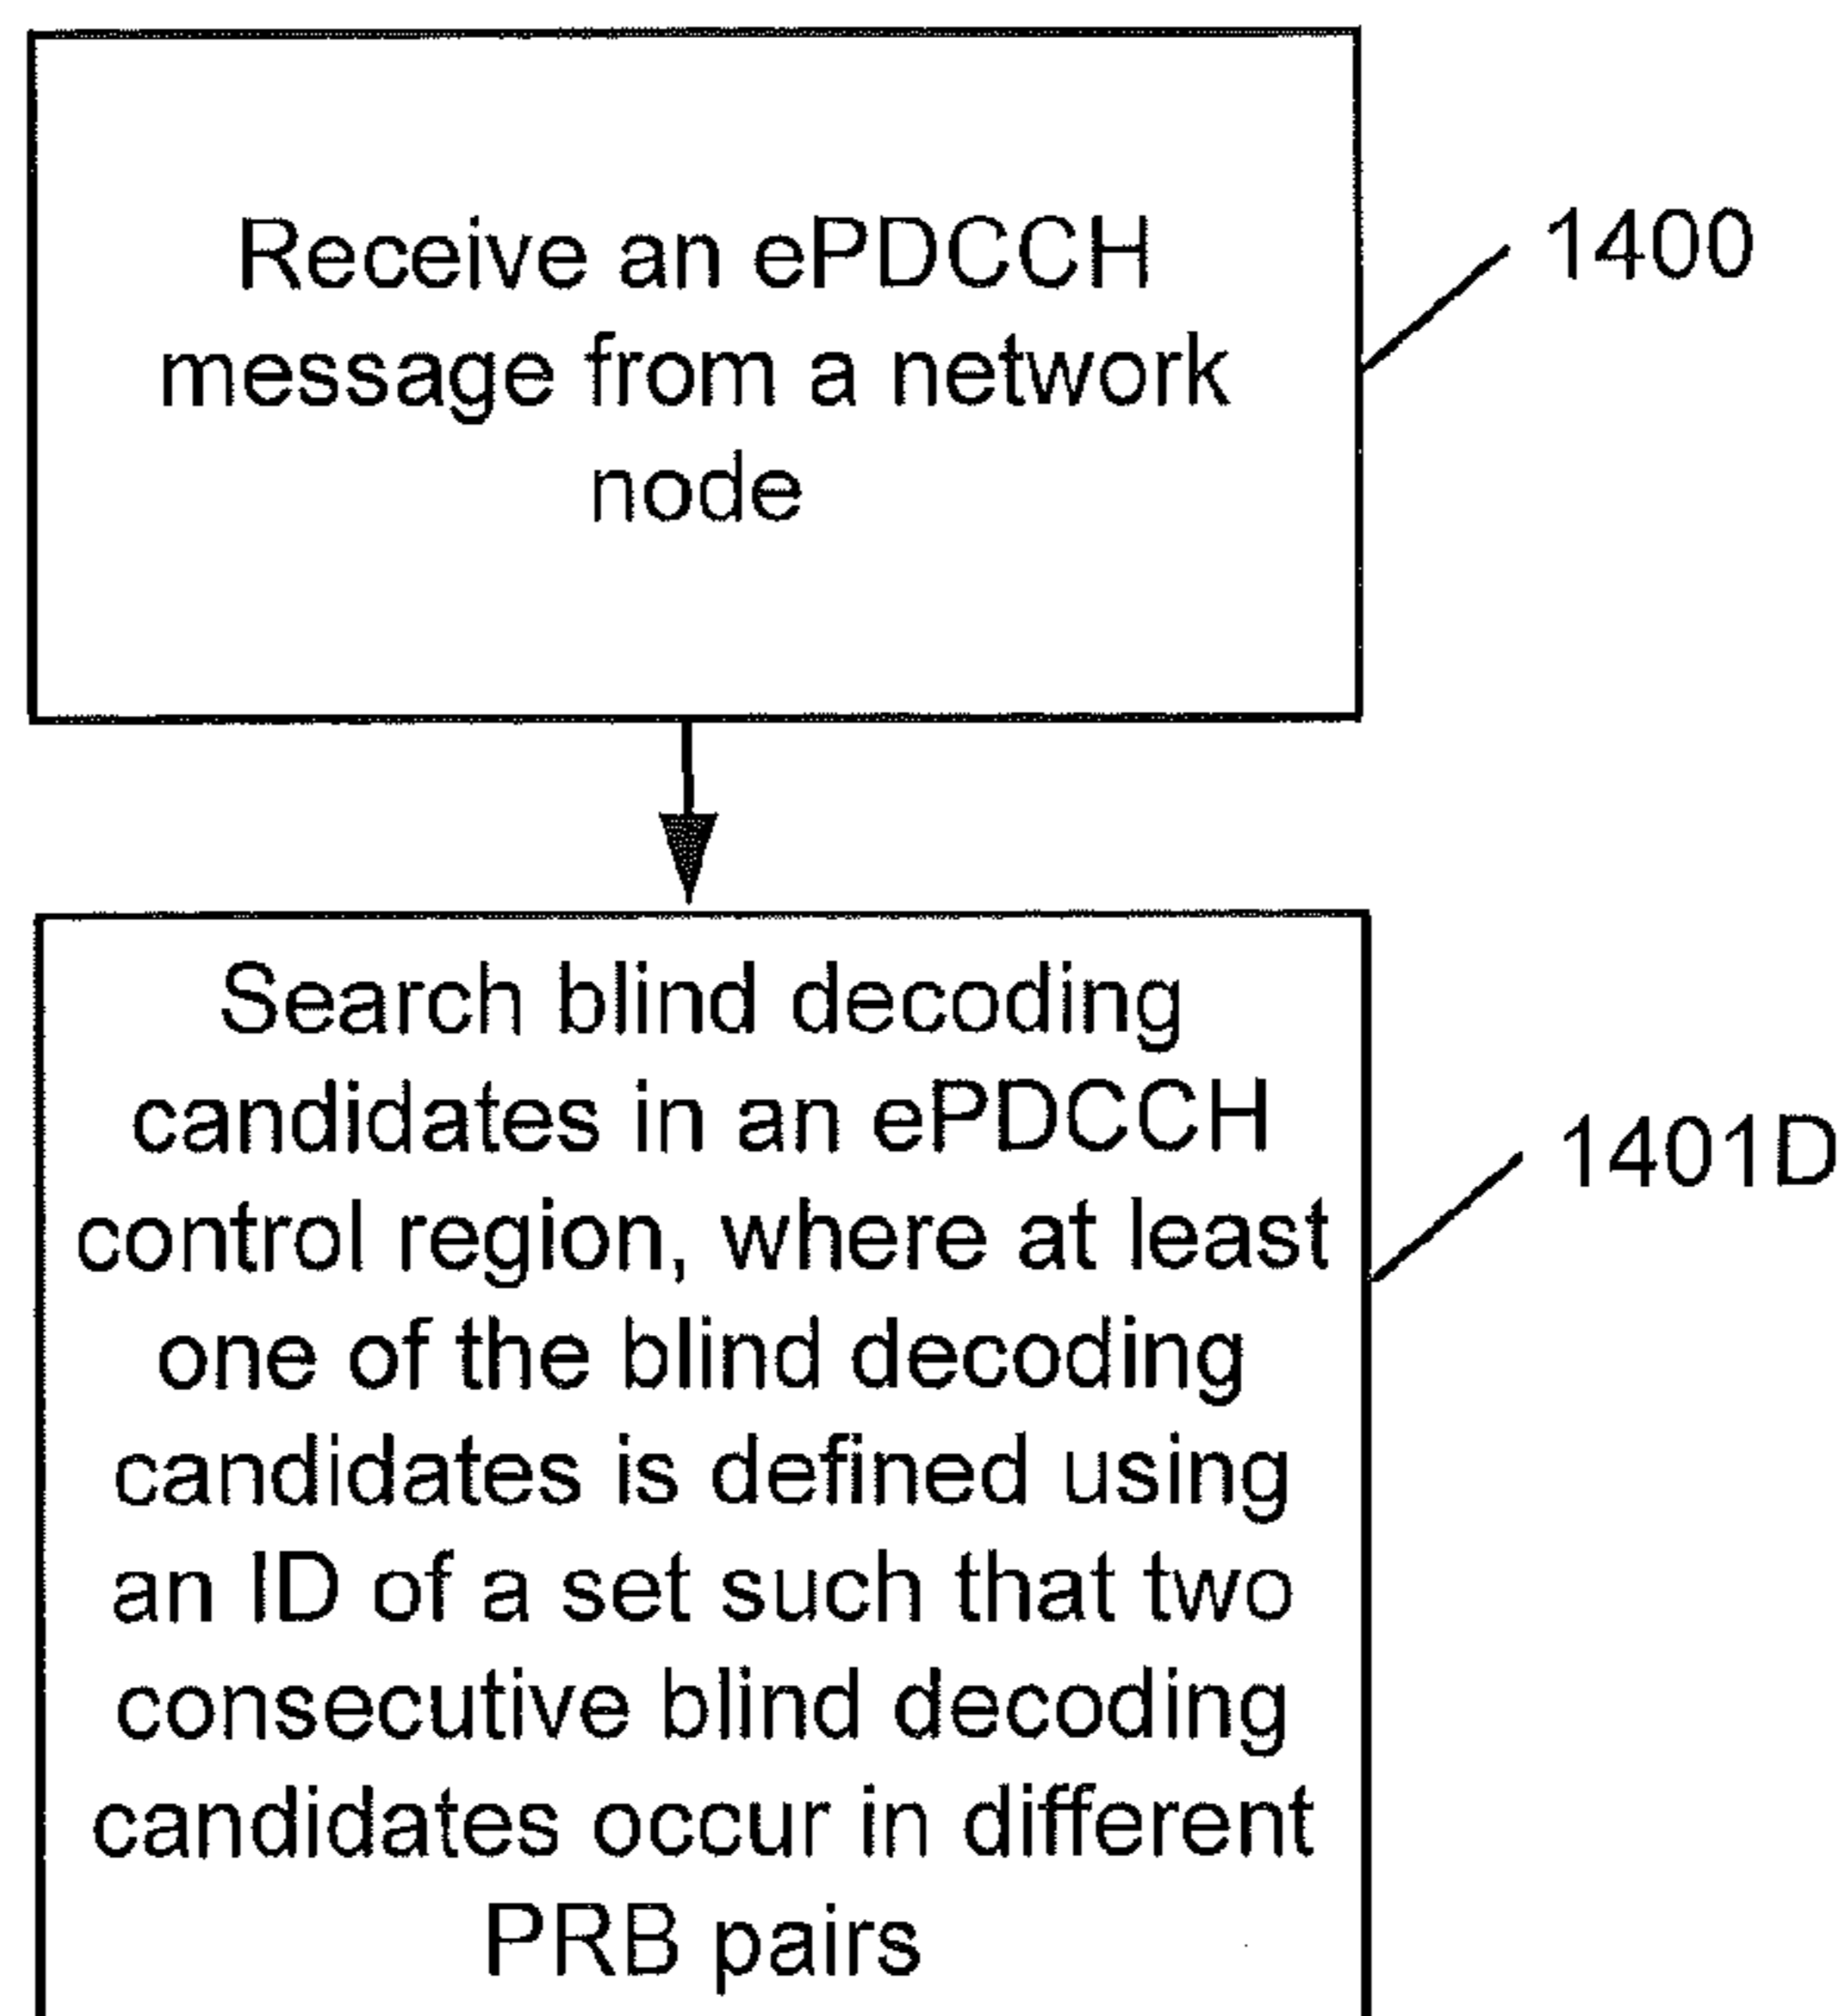 Receive an ePDCCH
message from a network
node
1400
Search blind decoding
candidates in an ePDCCH
control region, where at least
one of the blind decoding
candidates is defined using
an ID of a set such that two
consecutive blind decoding
candidates occur in different
PRB pairs
1401D